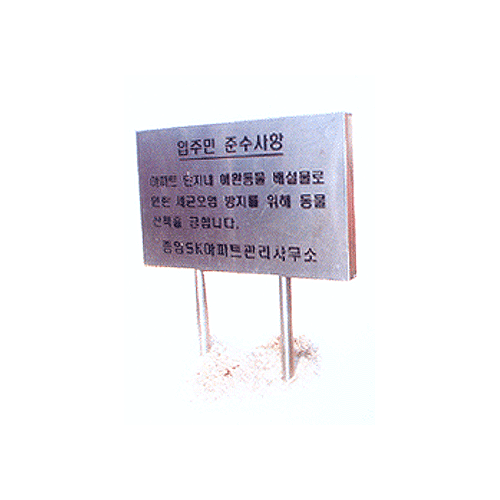 입주민 준수사항
아파트 단지내 애완동물 배설물로
인한 세균오염 방지를 위해 동물
산책을 금합니다.
중앙SK아파트관리사무소